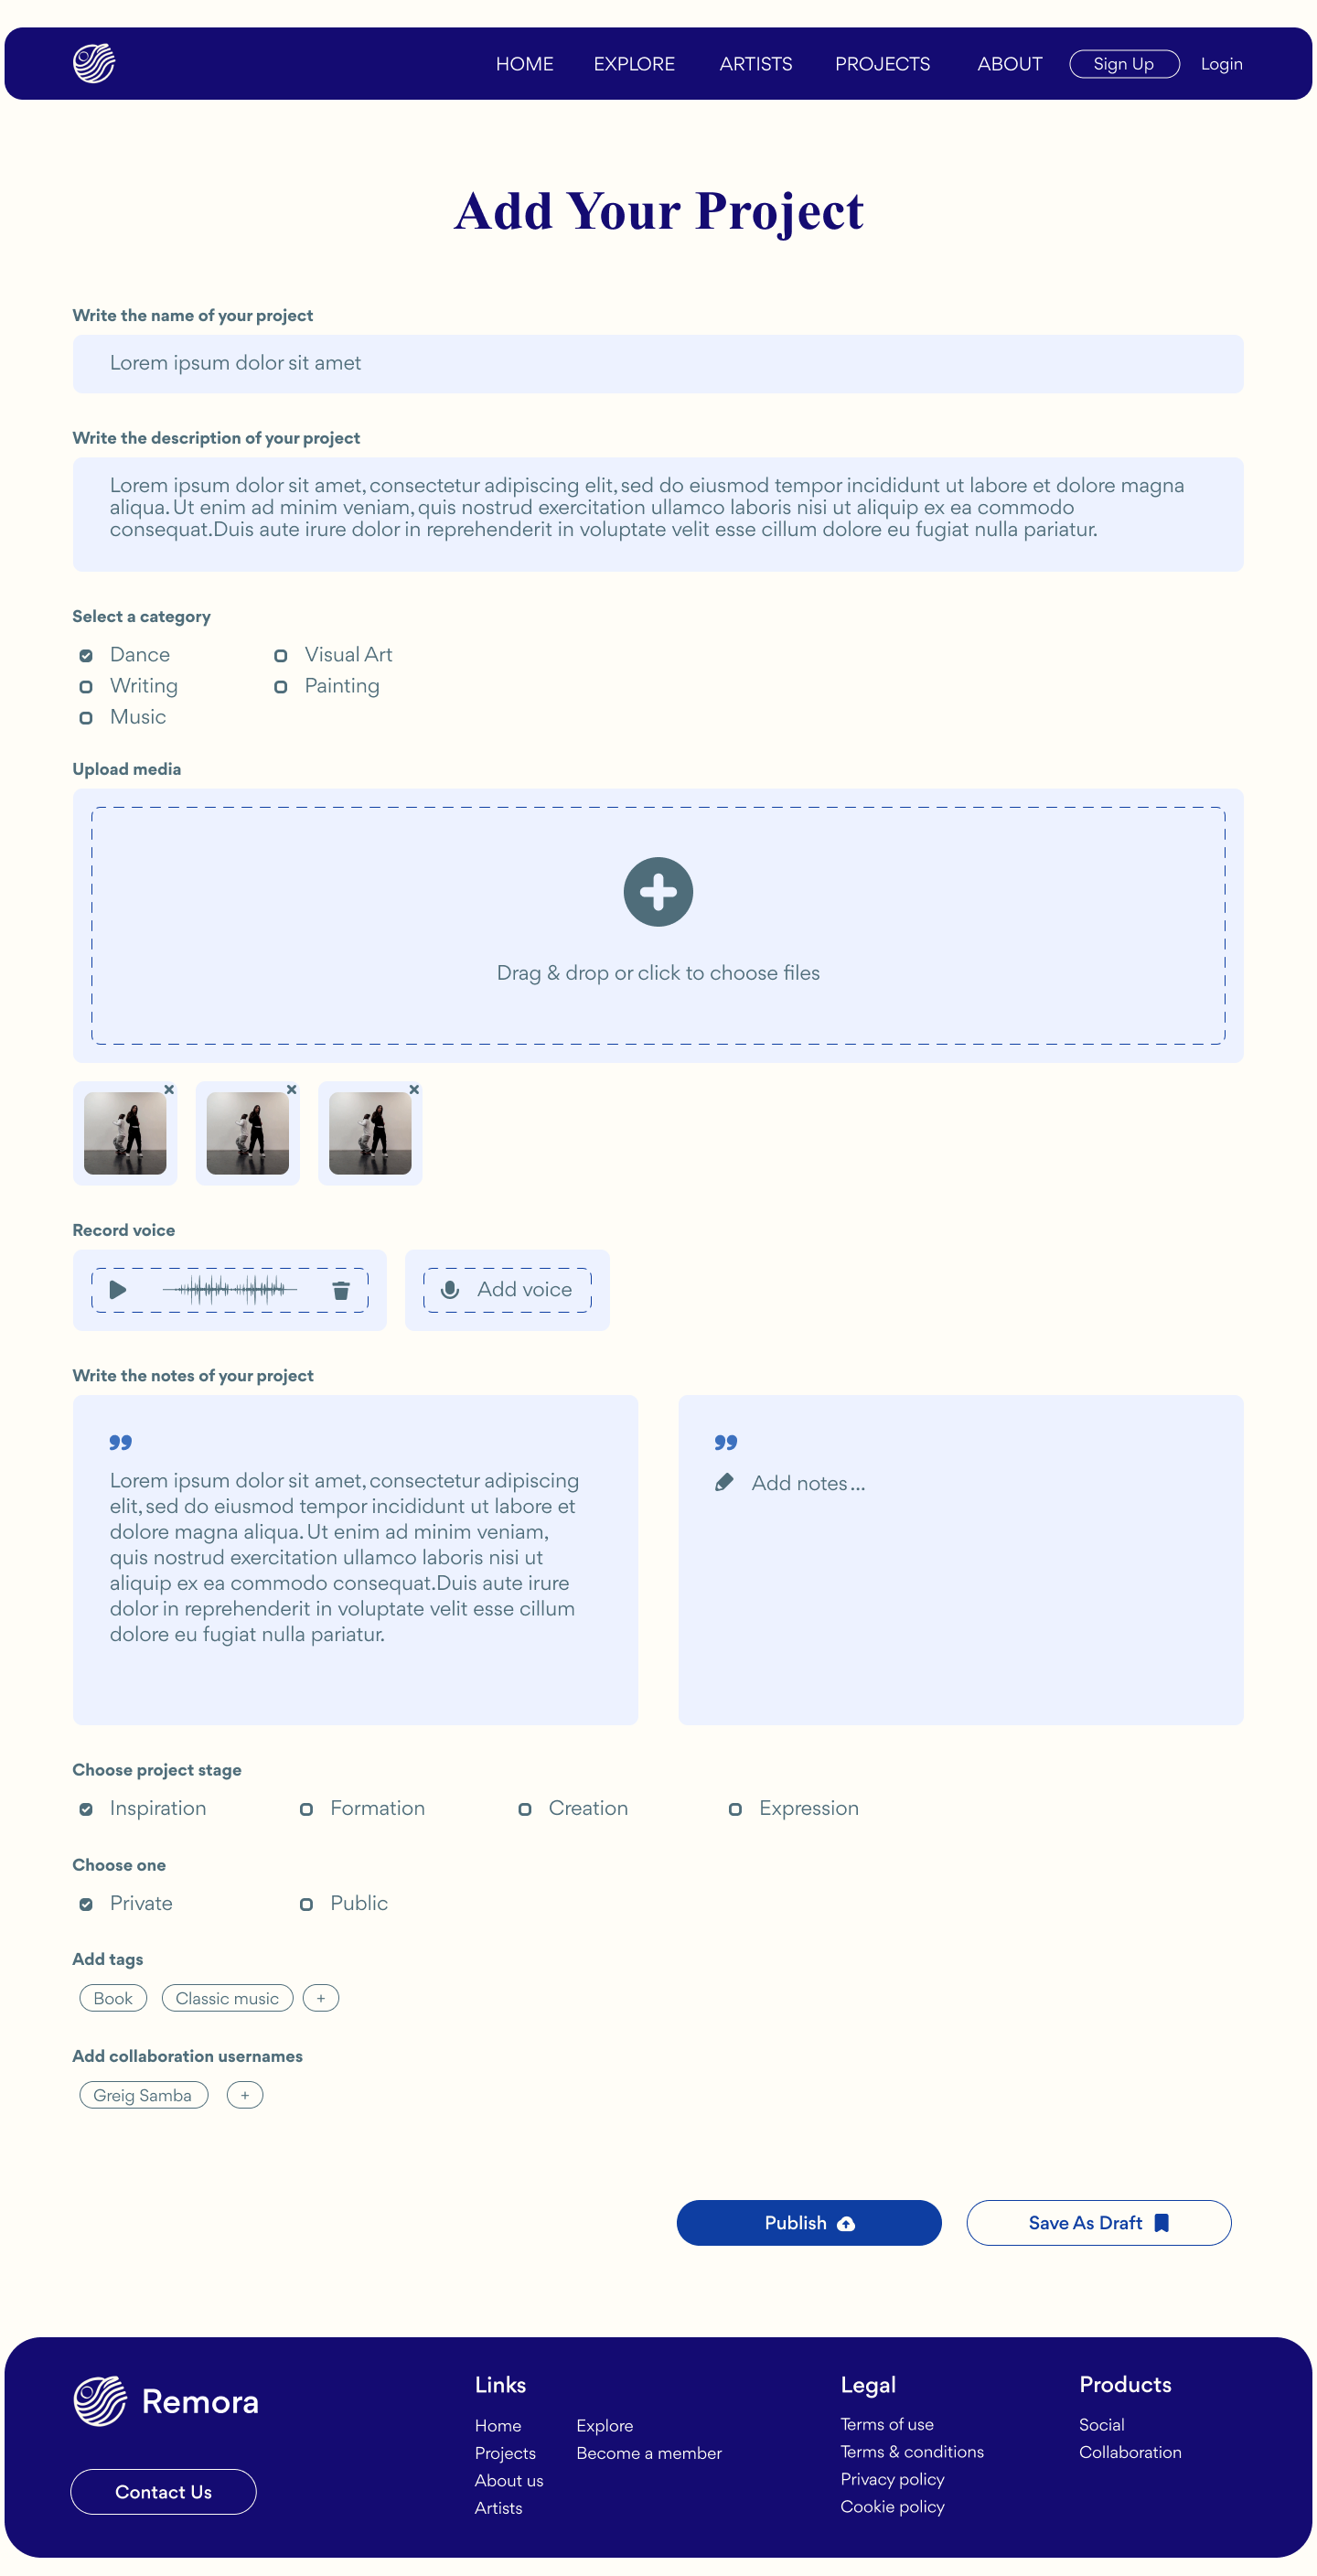 HOME EXPLORE ARTISTS PROJECTS ABOUT Sign Up Login
Add Your Project
Write the name of your project
Lorem ipsum dolor sit amet
Write the description of your project
Lorem ipsum dolor sit amet, consectetur adipiscing elit, sed do eiusmod tempor incididunt ut labore et dolore magna
aliqua. Ut enim ad minim veniam, quis nostrud exercitation ullamco laboris nisi ut aliquip ex ea commodo
consequat.Duis aute irure dolor in reprehenderit in voluptate velit esse cillum dolore eu fugiat nulla pariatur.
Select a category
Dance Visual Art
Writing Painting
Music
Upload media
Drag & drop or click to choose files
Record voice
Add voice
Write the notes of your project
”
Lorem ipsum dolor sit amet, consectetur adipiscing
elit, sed do eiusmod tempor incididunt ut labore et
dolore magna aliqua. Ut enim ad minim veniam,
quis nostrud exercitation ullamco laboris nisi ut
aliquip ex ea commodo consequat.Duis aute irure
dolor in reprehenderit in voluptate velit esse cillum
dolore eu fugiat nulla pariatur.
”
Add notes...
Choose project stage
Inspiration Formation Creation Expression
Choose one
Private Public
Add tags
Book Classic music +
Add collaboration usernames
Greig Samba +
Publish Save As Draft
Remora
Contact Us
Links
Home Explore
Projects Become a member
About us
Artists
Legal
Terms of use
Terms & conditions
Privacy policy
Cookie policy
Products
Social
Collaboration